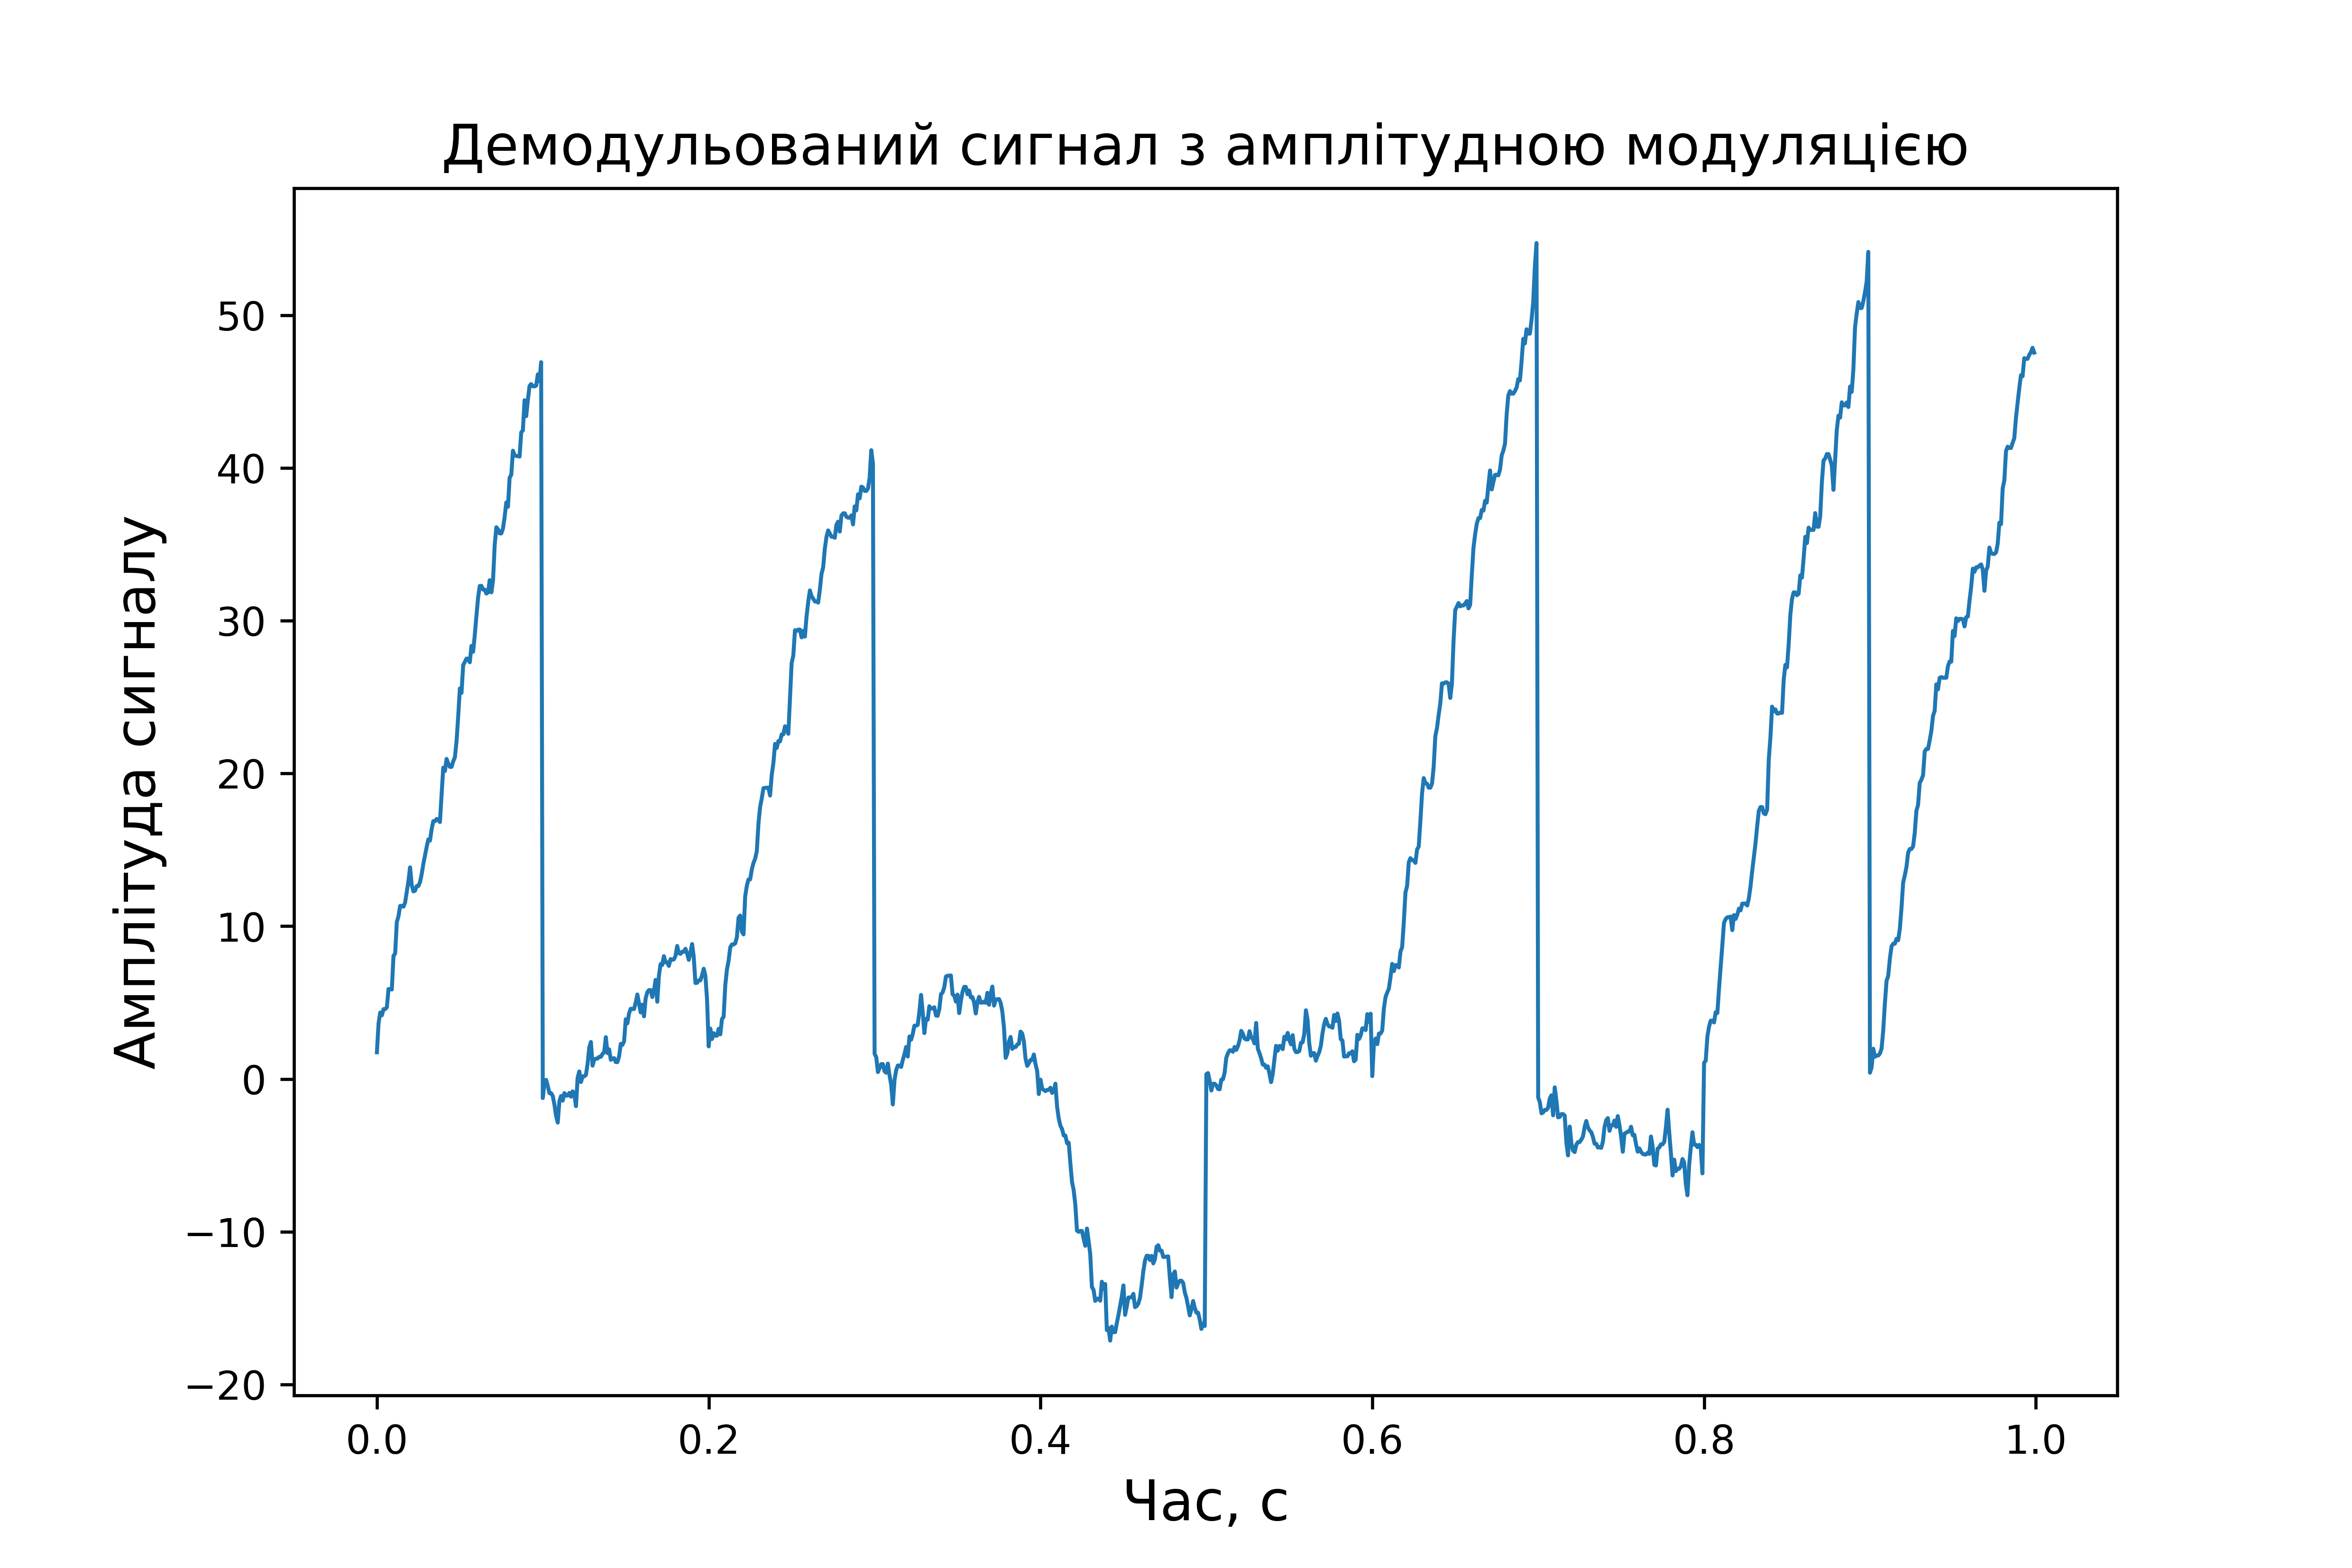 Демодульований сигнал з амплітудною модуляцією
Амплітуда сигналу
50
40
30
20
10
0
−10
−20
0.0 0.2 0.4 0.6 0.8 1.0
Час, с